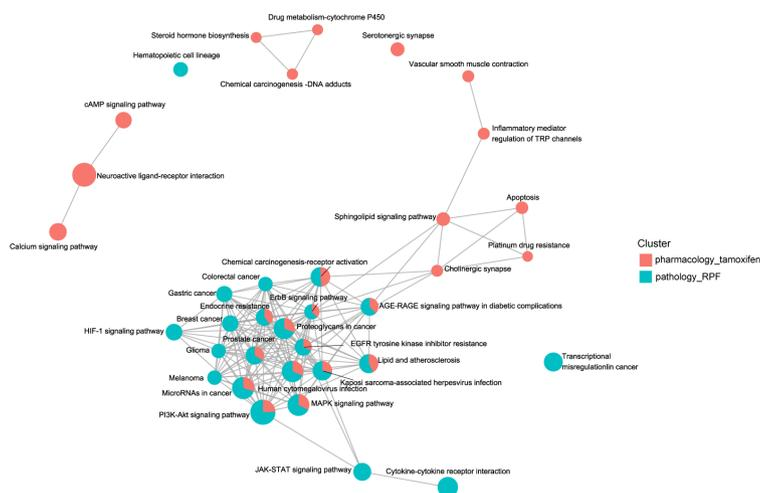 Drug metabolism-cytochrome P450
Steroid hormone biosynthesis
Serotonergic synapse
Hematopoietic cell lineage
Vascular smooth muscle contraction
Chemical carcinogenesis -DNA adducts
cAMP signaling pathway
Inflammatory mediator
regulation of TRP channels
Neuroactive ligand-receptor interaction
Apoptosis
Sphingolipid signaling pathway
Calcium signaling pathway
Platinum drug resistance
Cluster
pharmacology_tamoxifen
pathology_RPF
Chemical carcinogenesis-receptor activation
Cholinergic synapse
Colorectal cancer
Gastric cancer
ErbB signaling pathway
Endocrine resistance
AGE-RAGE signaling pathway in diabetic complications
Breast cancer
Proteoglycans in cancer
HIF-1 signaling pathway
Prostate cancer
EGFR tyrosine kinase inhibitor resistance
Glioma
Lipid and atherosclerosis
Transcriptional
misregulationlin cancer
Melanoma
Kaposi sarcoma-associated herpesvirus infection
MicroRNAs in cancer
Human cytomegalovirus infection
MAPK signaling pathway
PI3K-Akt signaling pathway
JAK-STAT signaling pathway
Cytokine-cytokine receptor interaction